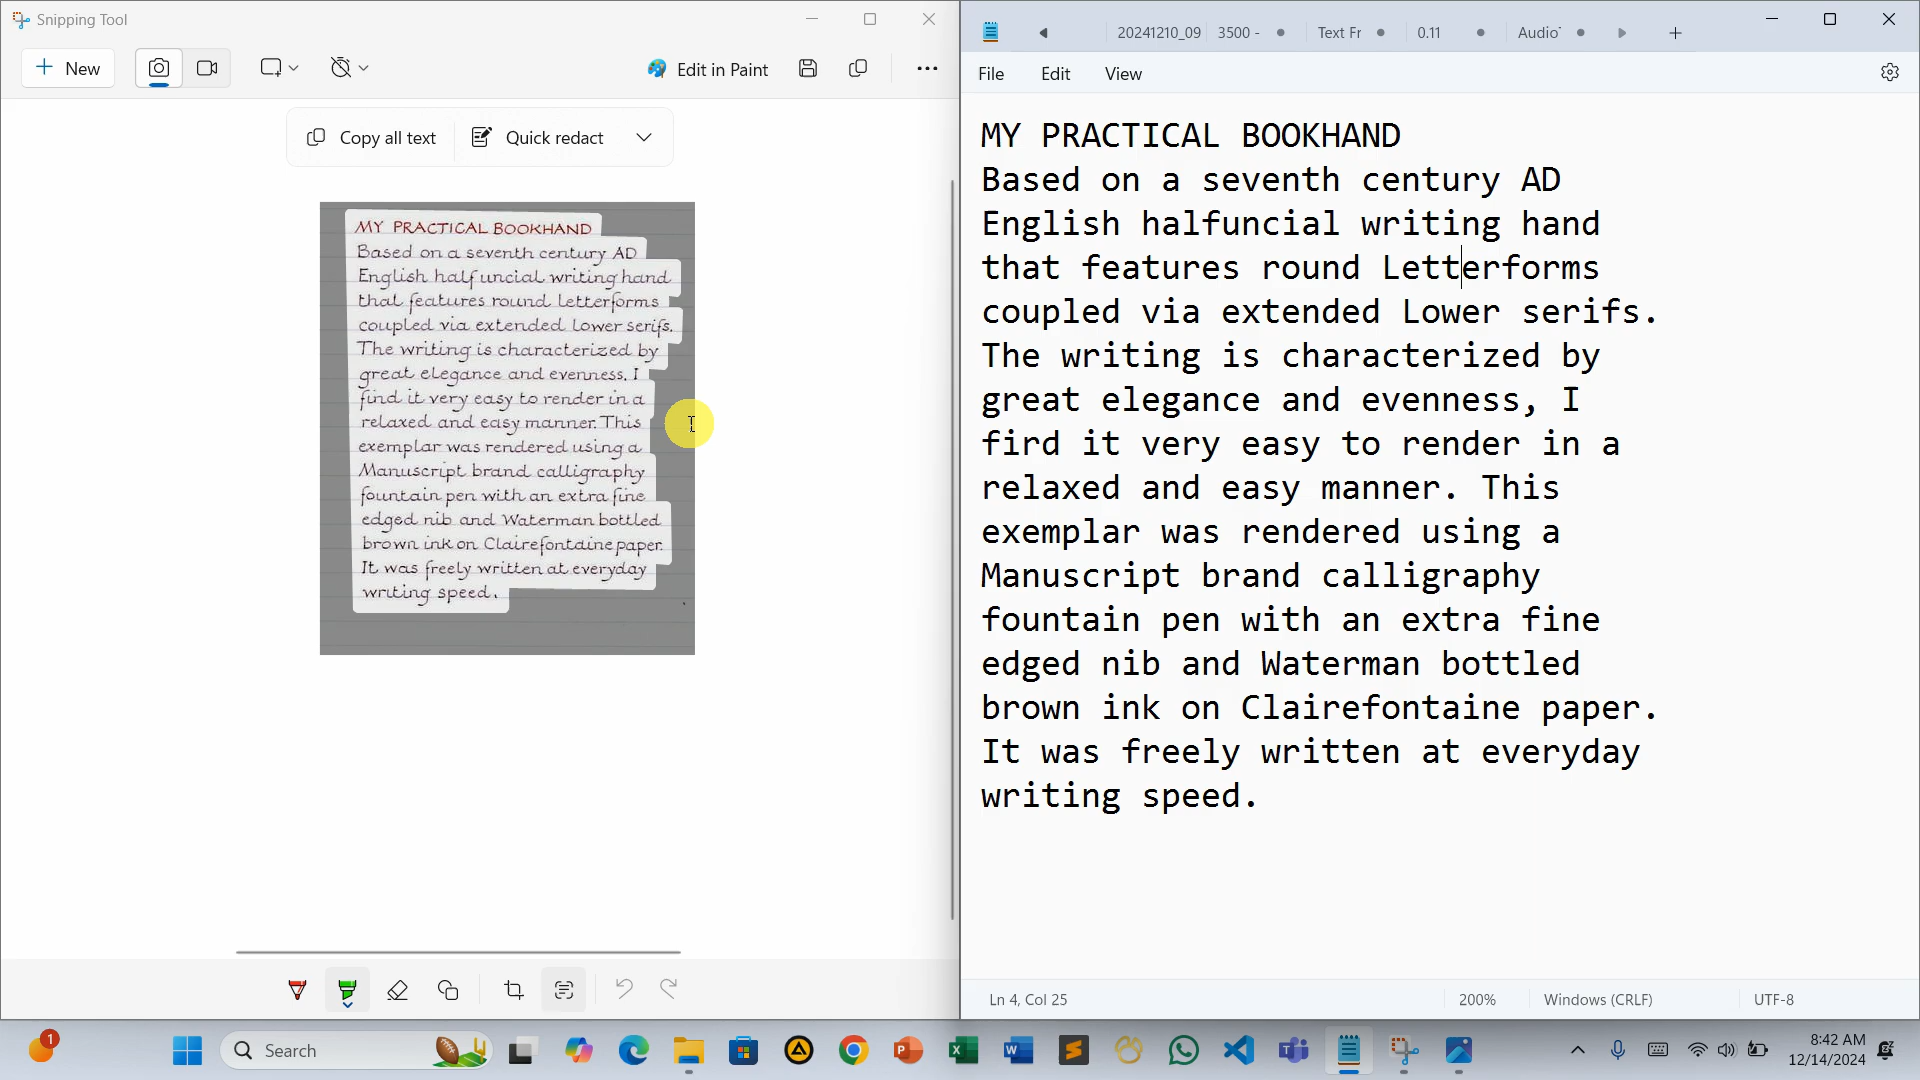 Snipping Tool
New
Edit in Paint
Copy all text
Quick redact
MY PRACTICAL BOOKHAND
Based on a seventh century AD
English half uncial writing hand
that features round letterforms
coupled via extended lower serifs.
The writing is characterized by
great elegance and evenness. I
find it very easy to render in a
relaxed and easy manner. This
exemplar was rendered using a
Manuscript brand calligraphy
fountain pen with an extra fine
edged nib and Waterman bottled
brown ink on Clairefontaine paper.
It was freely written at everyday
writing speed.
20241210_09
3500 -
Text Fr
0.11
Audio
File Edit View
MY PRACTICAL BOOKHAND
Based on a seventh century AD
English halfuncial writing hand
that features round Letterforms
coupled via extended Lower serifs.
The writing is characterized by
great elegance and evenness, I
fird it very easy to render in a
relaxed and easy manner. This
exemplar was rendered using a
Manuscript brand calligraphy
fountain pen with an extra fine
edged nib and Waterman bottled
brown ink on Clairefontaine paper.
It was freely written at everyday
writing speed.
Ln 4, Col 25
200%
Windows (CRLF)
UTF-8
1
Search
8:42 AM
12/14/2024